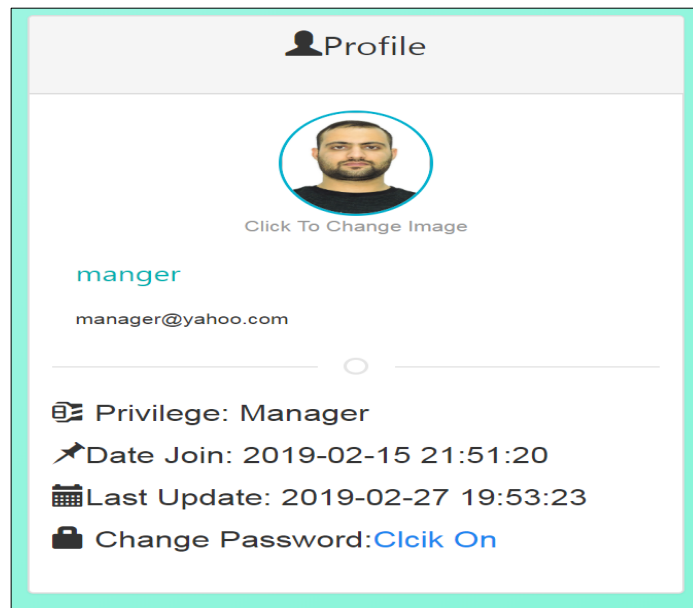 Profile
Click To Change Image
manger
manager@yahoo.com
Privilege: Manager
Date Join: 2019-02-15 21:51:20
Last Update: 2019-02-27 19:53:23
Change Password:Clcik On